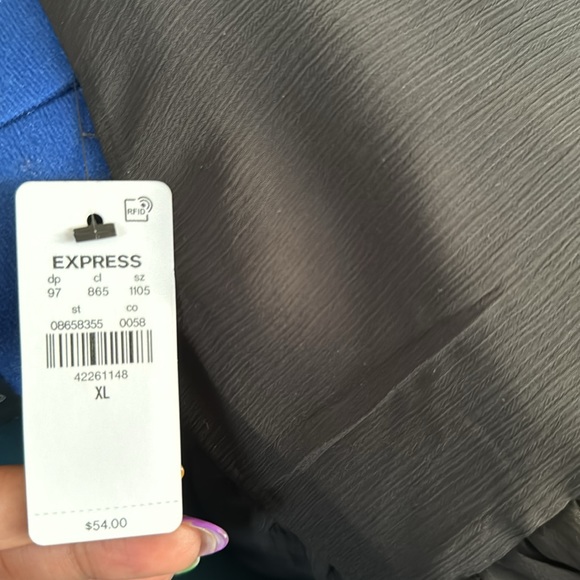 RFID
EXPRESS
dp cl sz
97 865 1105
st co
08658355 0058
42261148
XL
$54.00